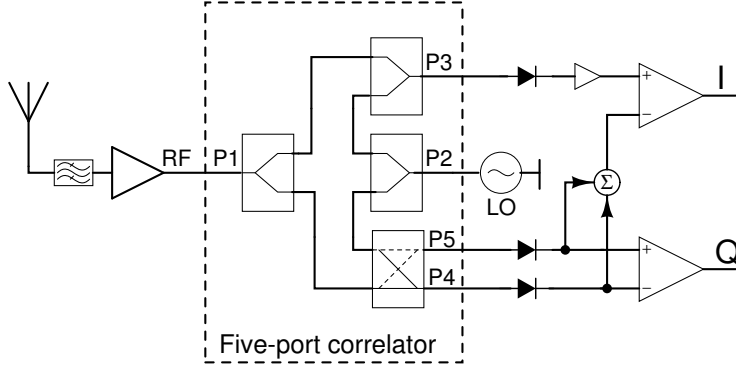 P3
I
+
−
RF
P1
P2
LO
Σ
P5
P4
+
−
Q
Five-port correlator